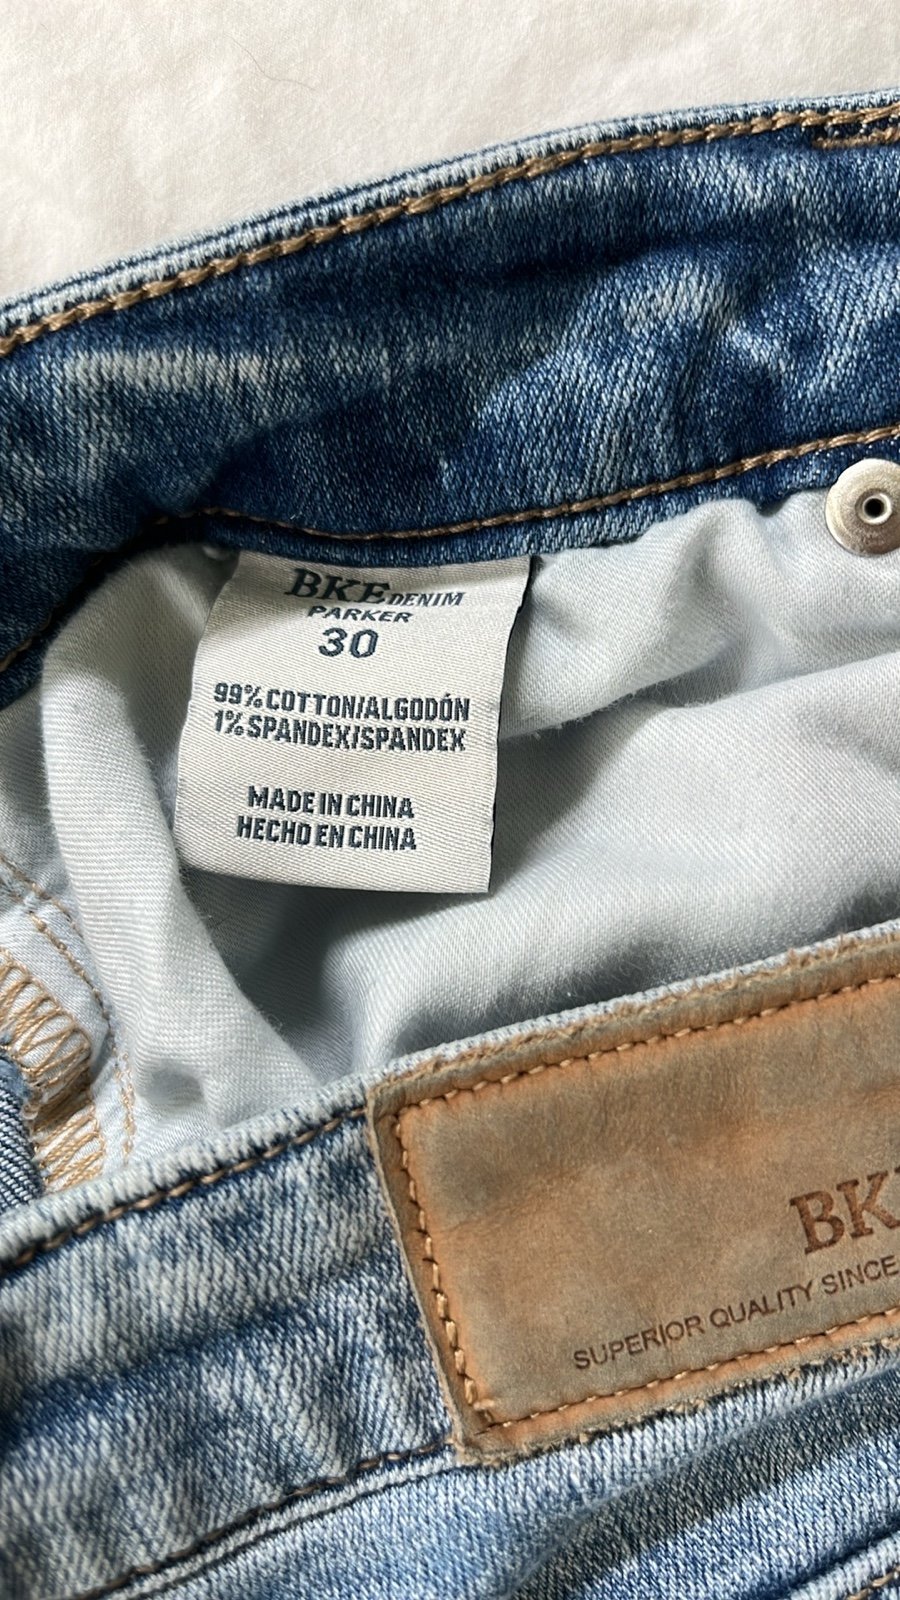 BKE DENIM
PARKER
30
99% COTTON/ALGODÓN
1% SPANDEX/SPANDEX
MADE IN CHINA
HECHO EN CHINA
BK
SUPERIOR QUALITY SINCE